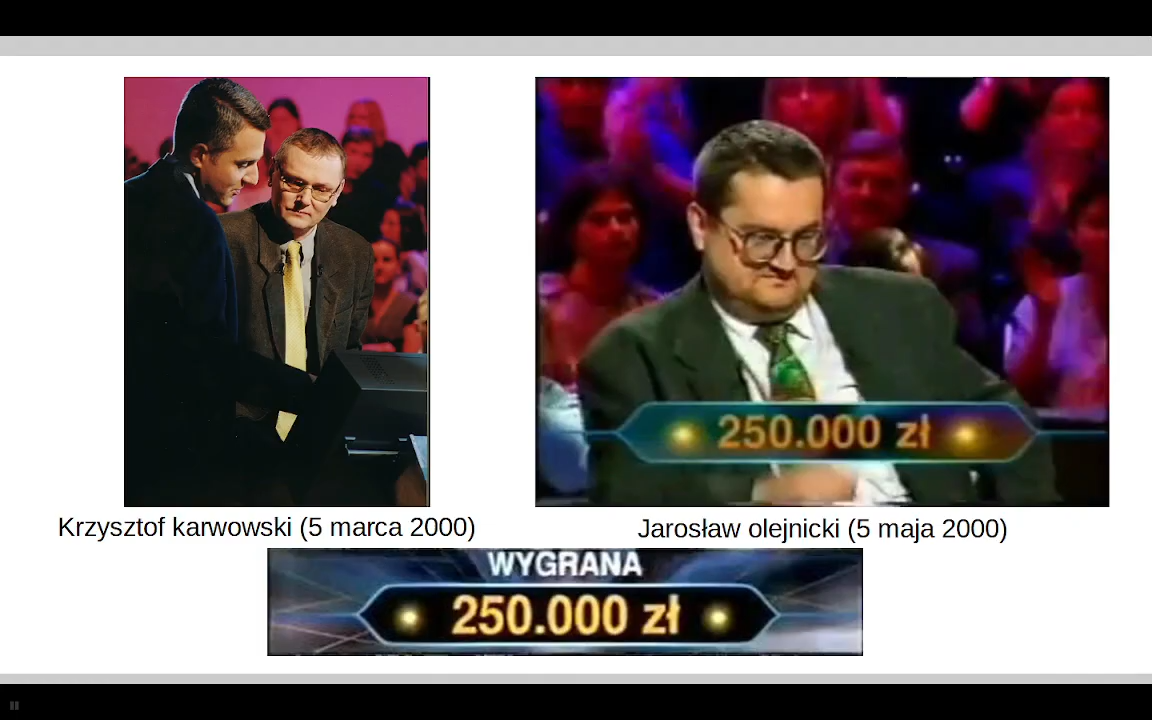 250.000 zł
Krzysztof karwowski (5 marca 2000)
Jarosław olejnicki (5 maja 2000)
WYGRANA
250.000 zł